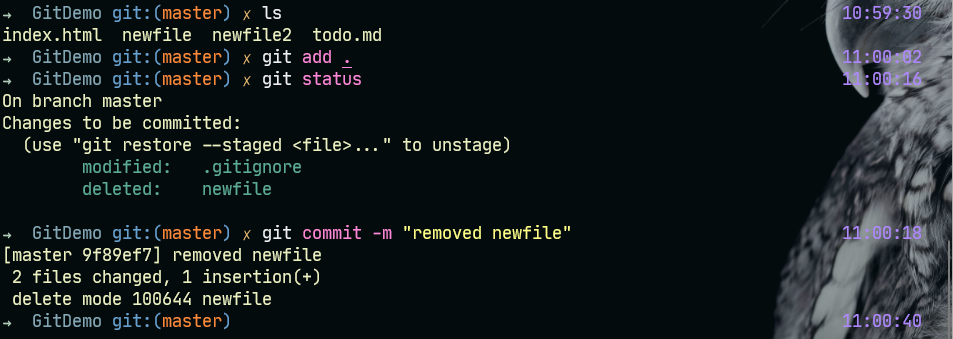 →  GitDemo git:(master) ✗ ls 10:59:30
index.html  newfile  newfile2  todo.md
→  GitDemo git:(master) ✗ git add . 11:00:02
→  GitDemo git:(master) ✗ git status 11:00:16
On branch master
Changes to be committed:
  (use "git restore --staged <file>..." to unstage)
        modified:   .gitignore
        deleted:    newfile
→  GitDemo git:(master) ✗ git commit -m "removed newfile" 11:00:18
[master 9f89ef7] removed newfile
 2 files changed, 1 insertion(+)
 delete mode 100644 newfile
→  GitDemo git:(master) 11:00:40